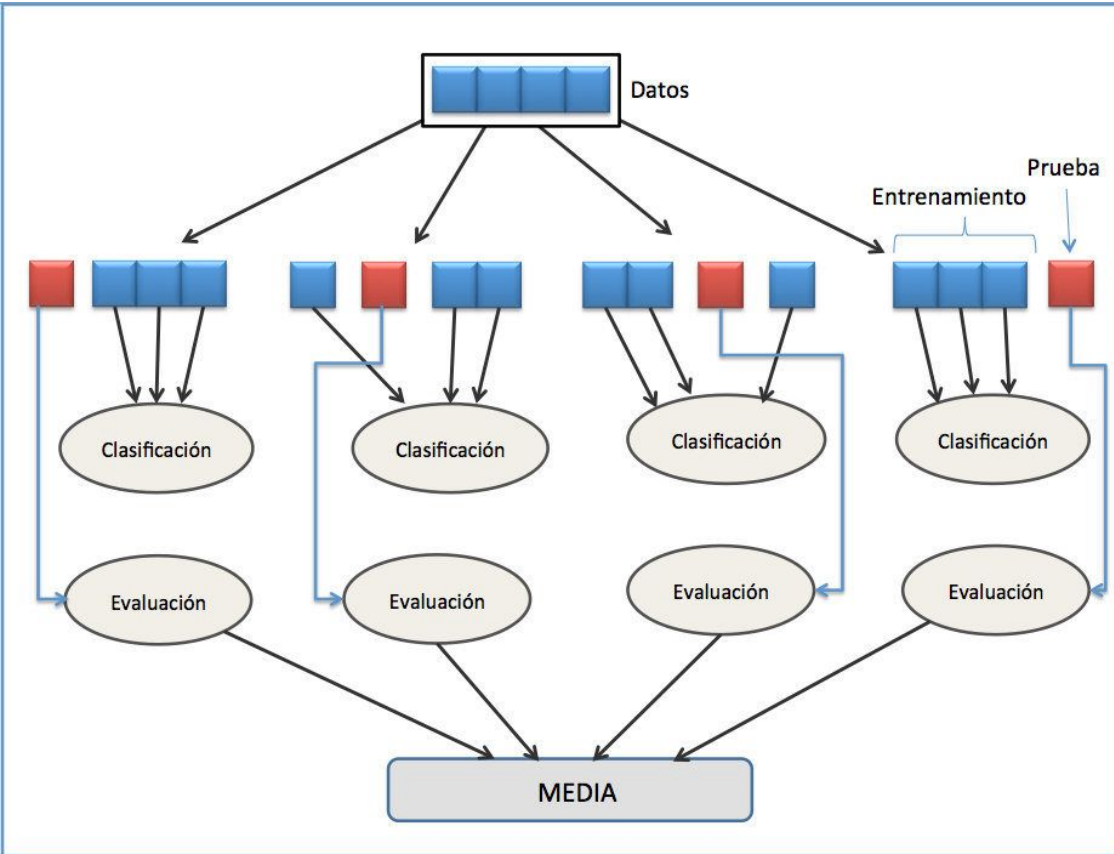 Datos
Prueba
Entrenamiento
Clasificación
Clasificación
Clasificación
Clasificación
Evaluación
Evaluación
Evaluación
Evaluación
MEDIA